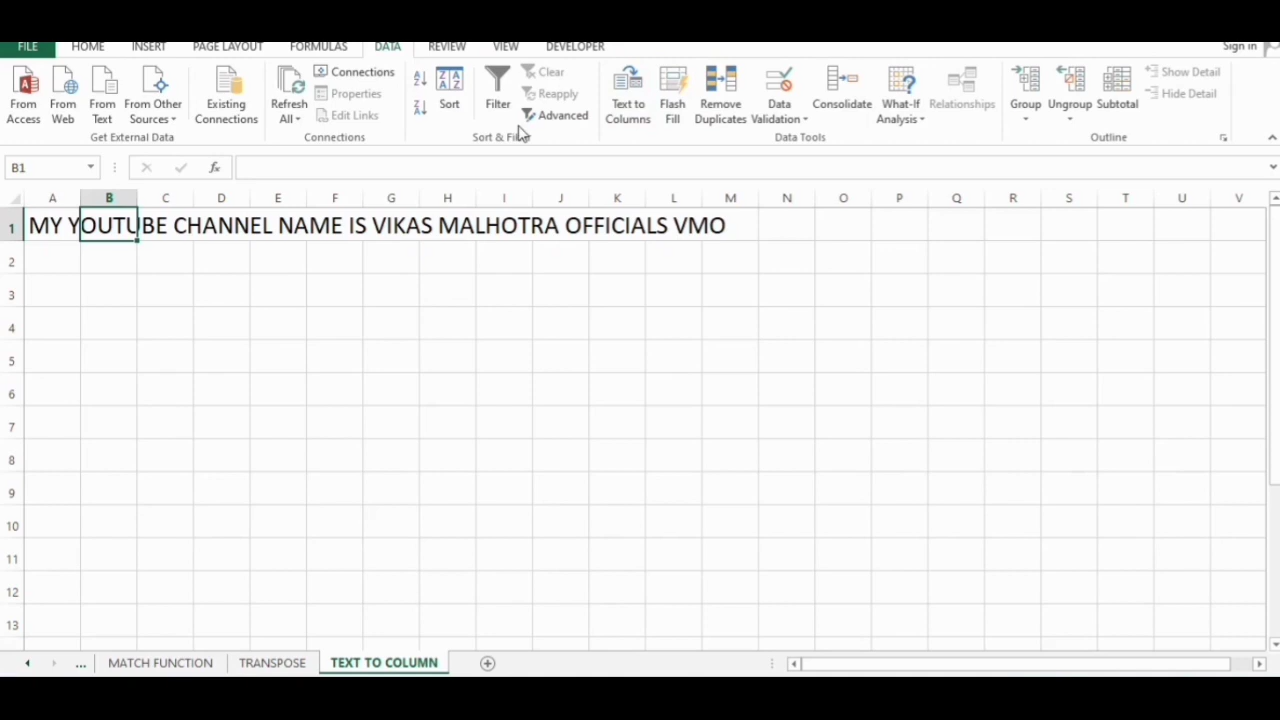 FILE HOME INSERT PAGE LAYOUT FORMULAS DATA REVIEW VIEW DEVELOPER Sign in
From Access From Web From Text From Other Sources Existing Connections Refresh All Connections Properties Edit Links Sort Filter Clear Reapply Advanced Text to Columns Flash Fill Remove Duplicates Data Validation Consolidate What-If Analysis Relationships Group Ungroup Subtotal Show Detail Hide Detail
Get External Data Connections Sort & Filter Data Tools Outline
B1 fx
A B C D E F G H I J K L M N O P Q R S T U V
1 MY YOUTUBE CHANNEL NAME IS VIKAS MALHOTRA OFFICIALS VMO
2
3
4
5
6
7
8
9
10
11
12
13
... MATCH FUNCTION TRANSPOSE TEXT TO COLUMN